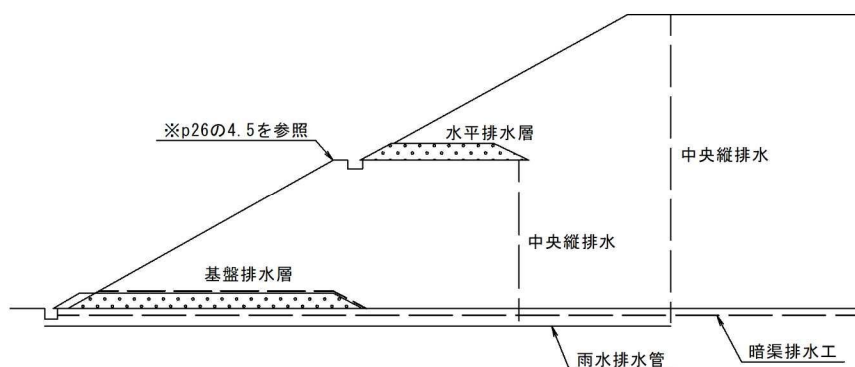 ※p26の4.5を参照
水平排水層
中央縦排水
中央縦排水
基盤排水層
暗渠排水工
雨水排水管